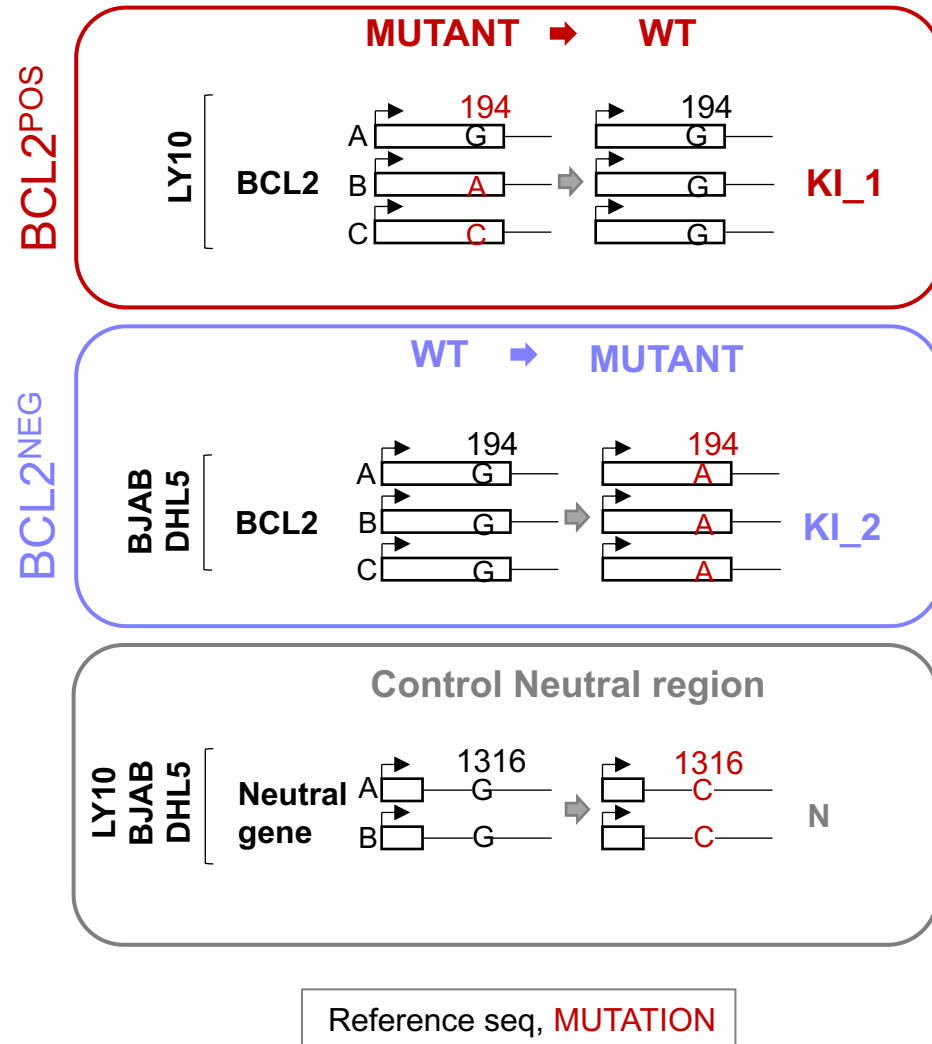 BCL2POS
MUTANT WT
LY10
BCL2
194 194
A G G
B A G
C C G
KI_1
BCL2NEG
WT MUTANT
BJAB
DHL5
BCL2
194 194
A G A
B G A
C G A
KI_2
Control Neutral region
LY10
BJAB
DHL5
Neutral
gene
1316 1316
A G C
B G C
N
Reference seq, MUTATION